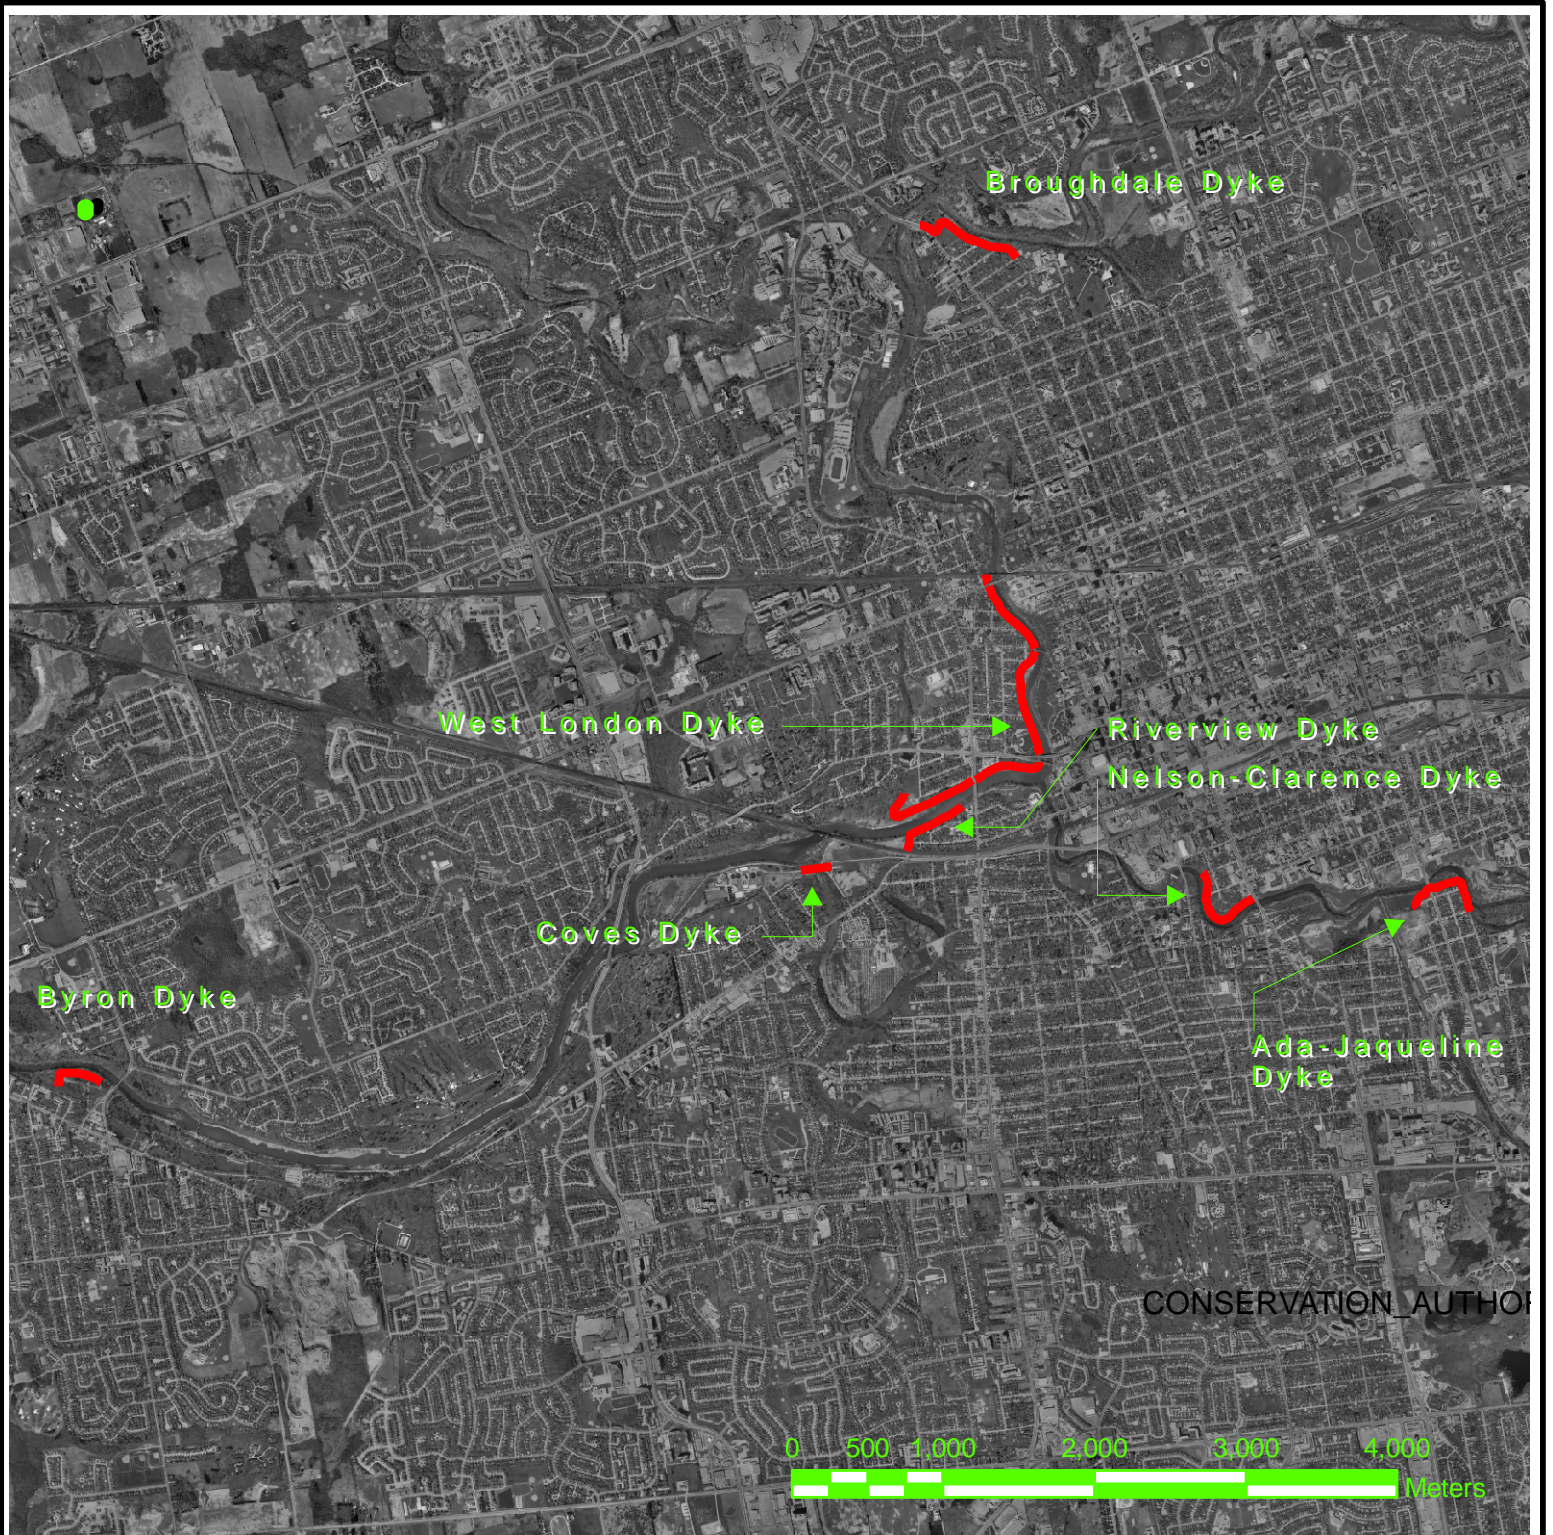 Broughdale Dyke
West London Dyke
Riverview Dyke
Nelson-Clarence Dyke
Coves Dyke
Byron Dyke
Ada-Jaqueline
Dyke
CONSERVATION_AUTHOR
0 500 1,000 2,000 3,000 4,000
Meters